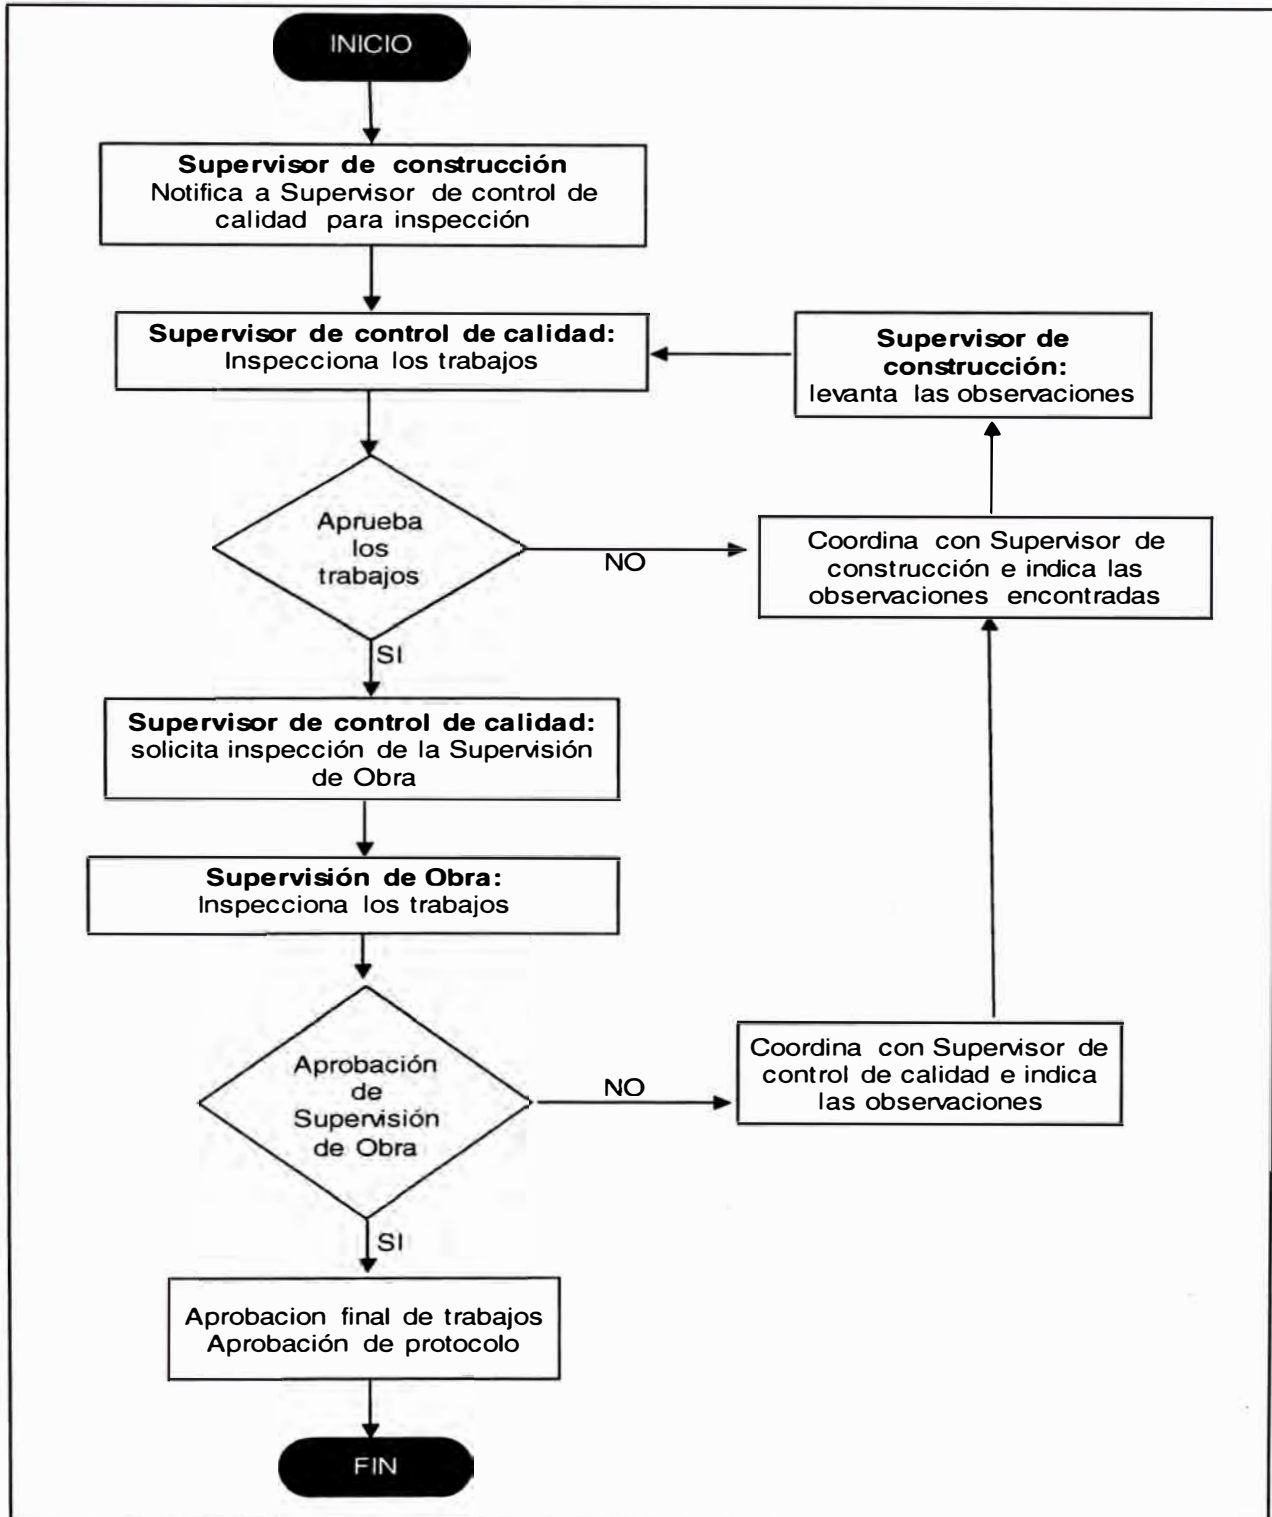 INICIO
Supervisor de construcción
Notifica a Supervisor de control de
calidad para inspección
Supervisor de control de calidad:
Inspecciona los trabajos
Supervisor de
construcción:
levanta las observaciones
Aprueba
los
trabajos
NO
Coordina con Supervisor de
construcción e indica las
observaciones encontradas
SI
Supervisor de control de calidad:
solicita inspección de la Supervisión
de Obra
Supervisión de Obra:
Inspecciona los trabajos
Aprobación
de
Supervisión
de Obra
NO
Coordina con Supervisor de
control de calidad e indica
las observaciones
SI
Aprobacion final de trabajos
Aprobación de protocolo
FIN